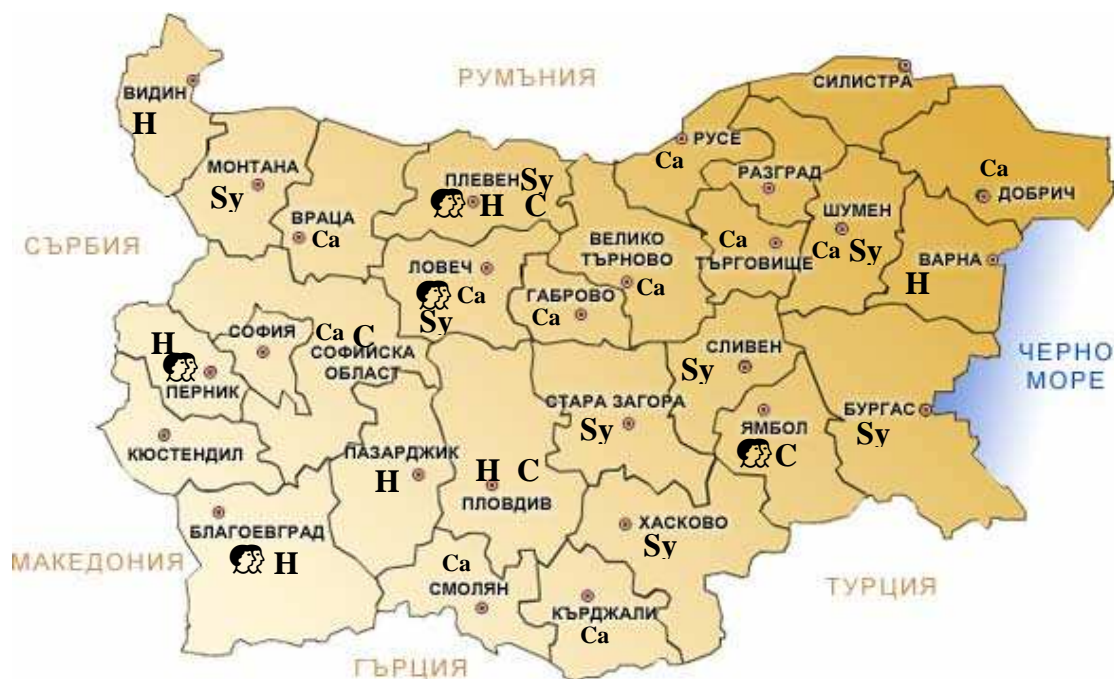 РУМЪНИЯ
СИЛИСТРА
ВИДИН
H
РУСЕ
Ca
МОНТАНА
Sy
ПЛЕВЕН Sy
H C
РАЗГРАД
Ca
ДОБРИЧ
ВРАЦА
Ca
ШУМЕН
Ca Sy
СЪРБИЯ
ВЕЛИКО
ТЪРНОВО
Ca
Ca
ТЪРГОВИЩЕ
ВАРНА
H
ЛОВЕЧ
Ca
Sy
ГАБРОВО
Ca
H
ПЕРНИК
СОФИЯ
Ca C
СОФИЙСКА
ОБЛАСТ
СЛИВЕН
Sy
ЧЕРНО
МОРЕ
СТАРА ЗАГОРА
Sy
ЯМБОЛ
C
БУРГАС
Sy
КЮСТЕНДИЛ
ПАЗАРДЖИК
H
H C
ПЛОВДИВ
БЛАГОЕВГРАД
H
ХАСКОВО
Sy
МАКЕДОНИЯ
Ca
СМОЛЯН
КЪРДЖАЛИ
Ca
ТУРЦИЯ
ГЪРЦИЯ